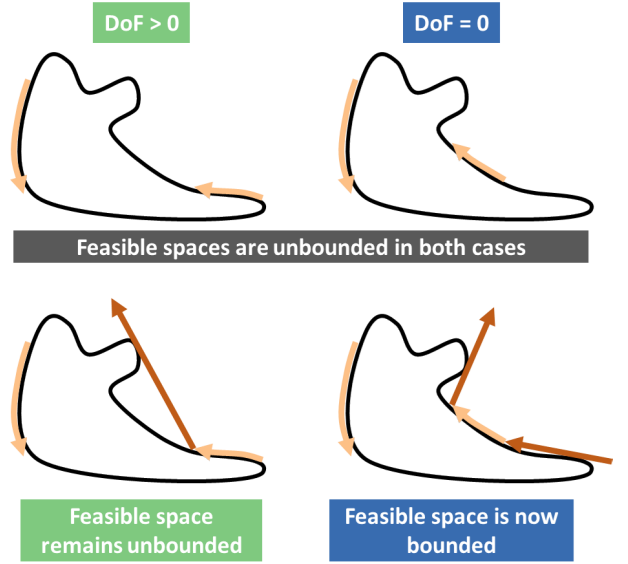 DoF > 0
DoF = 0
Feasible spaces are unbounded in both cases
Feasible space
remains unbounded
Feasible space is now
bounded